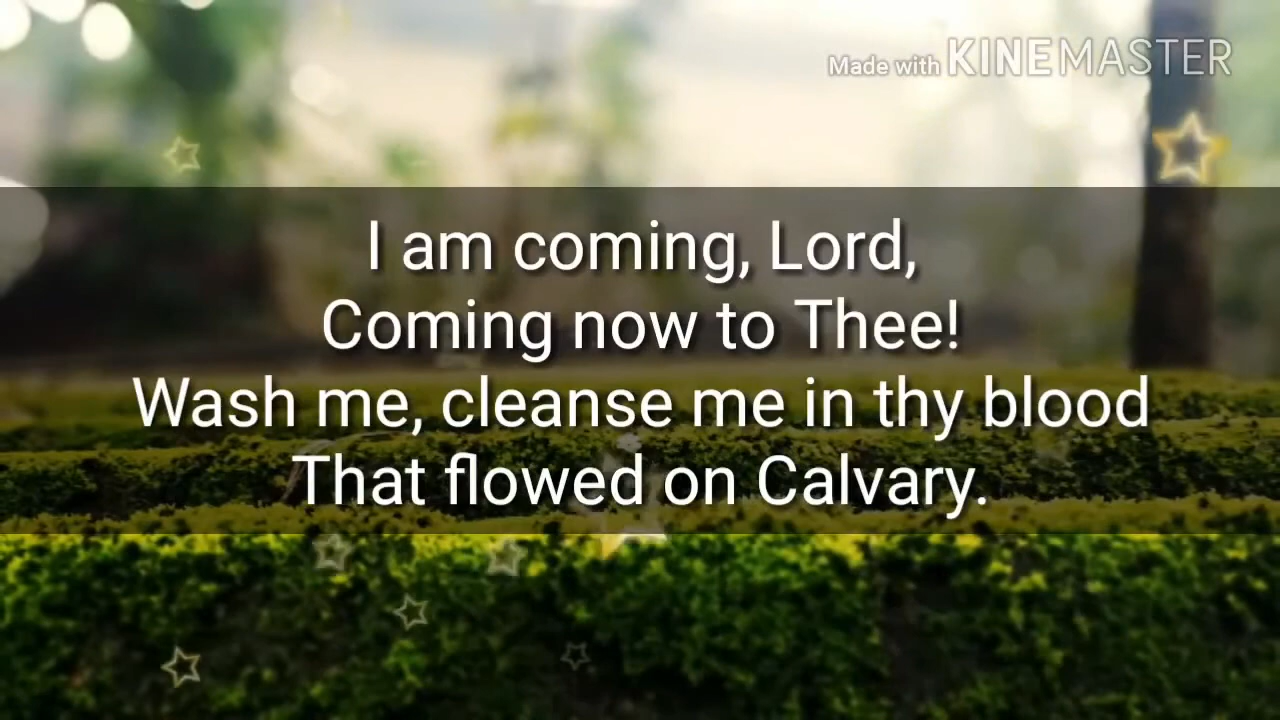 Made with KINEMASTER
I am coming, Lord,
Coming now to Thee!
Wash me, cleanse me in thy blood
That flowed on Calvary.